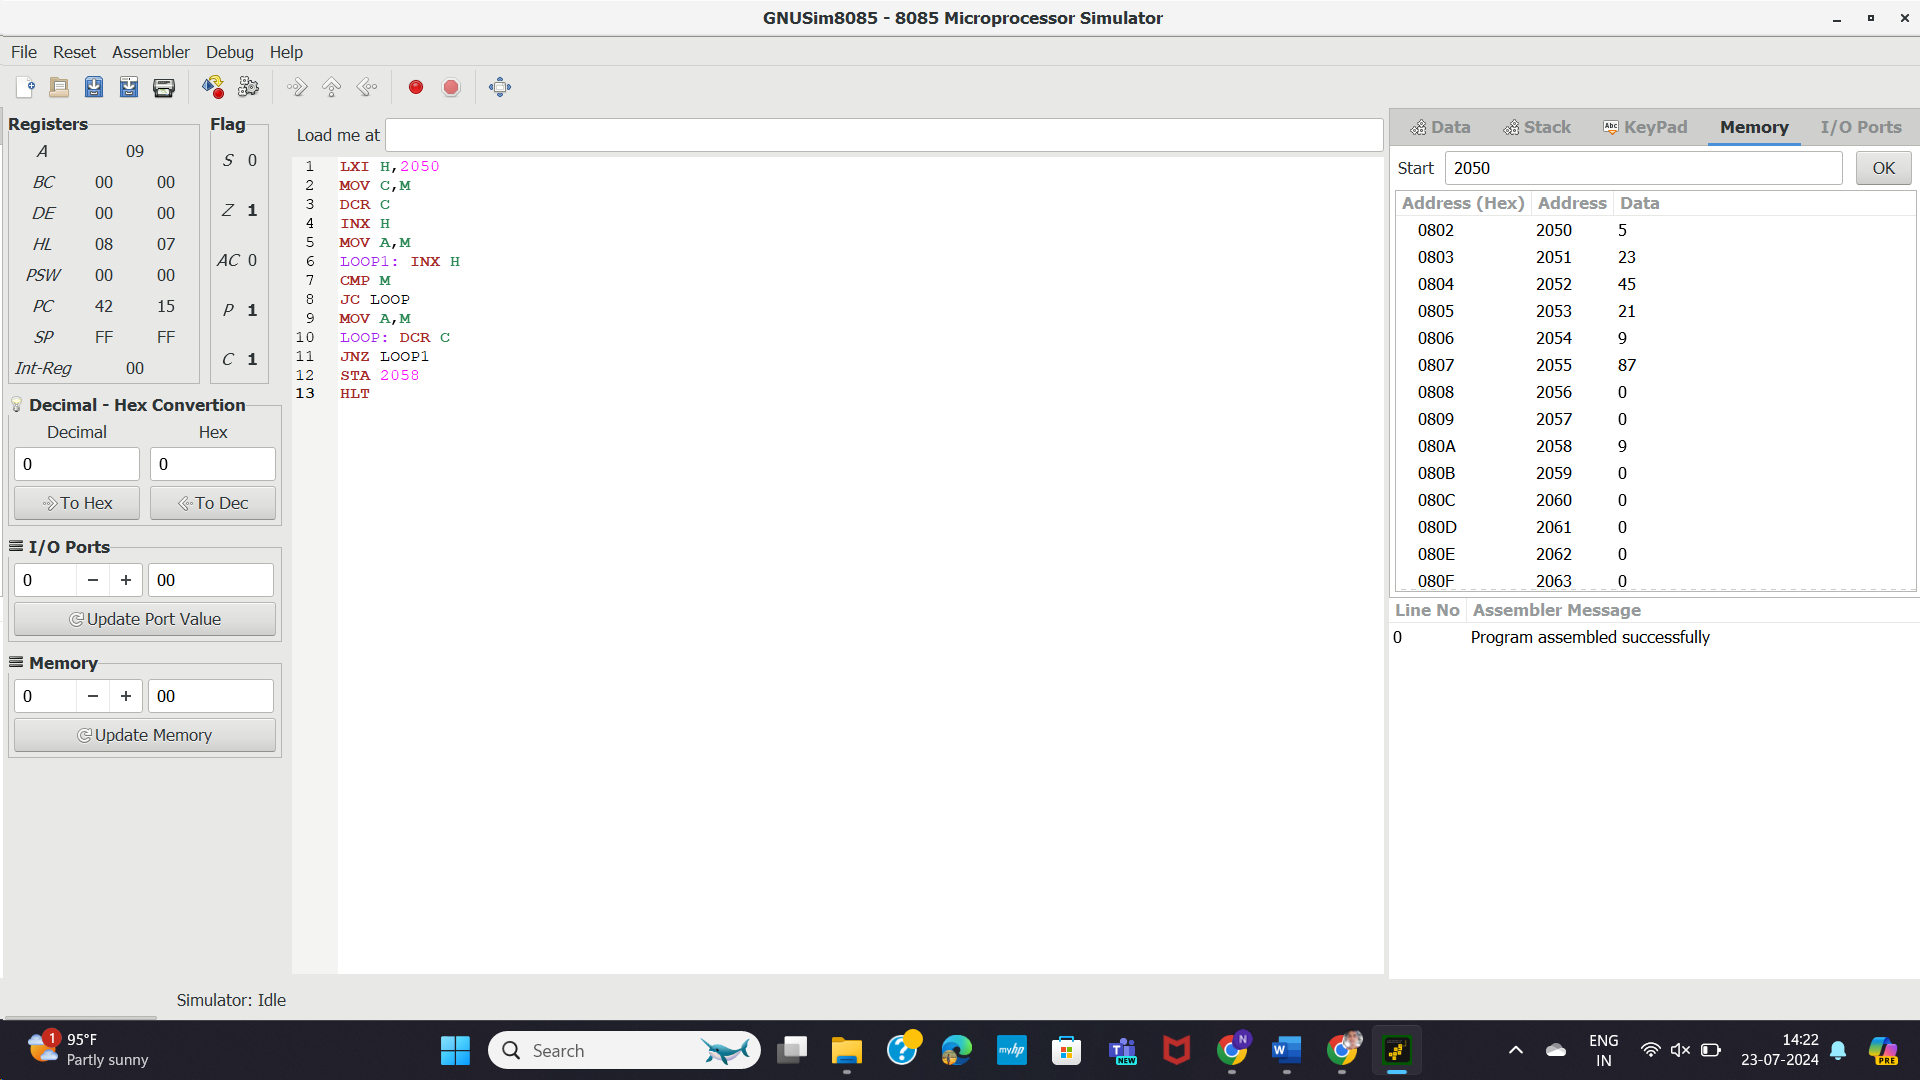 GNUSim8085 - 8085 Microprocessor Simulator
File Reset Assembler Debug Help
Registers
A 09
BC 00 00
DE 00 00
HL 08 07
PSW 00 00
PC 42 15
SP FF FF
Int-Reg 00
Flag
S 0
Z 1
AC 0
P 1
C 1
Decimal - Hex Convertion
Decimal Hex
0 0
To Hex To Dec
I/O Ports
0 − + 00
Update Port Value
Memory
0 − + 00
Update Memory
Load me at
1 LXI H,2050
2 MOV C,M
3 DCR C
4 INX H
5 MOV A,M
6 LOOP1: INX H
7 CMP M
8 JC LOOP
9 MOV A,M
10 LOOP: DCR C
11 JNZ LOOP1
12 STA 2058
13 HLT
Data Stack Abc KeyPad Memory I/O Ports
Start 2050 OK
Address (Hex) Address Data
0802 2050 5
0803 2051 23
0804 2052 45
0805 2053 21
0806 2054 9
0807 2055 87
0808 2056 0
0809 2057 0
080A 2058 9
080B 2059 0
080C 2060 0
080D 2061 0
080E 2062 0
080F 2063 0
Line No Assembler Message
0 Program assembled successfully
Simulator: Idle
1 95°F
Partly sunny
Search
myhp
NEW
N
W
ENG
IN
14:22
23-07-2024
PRE